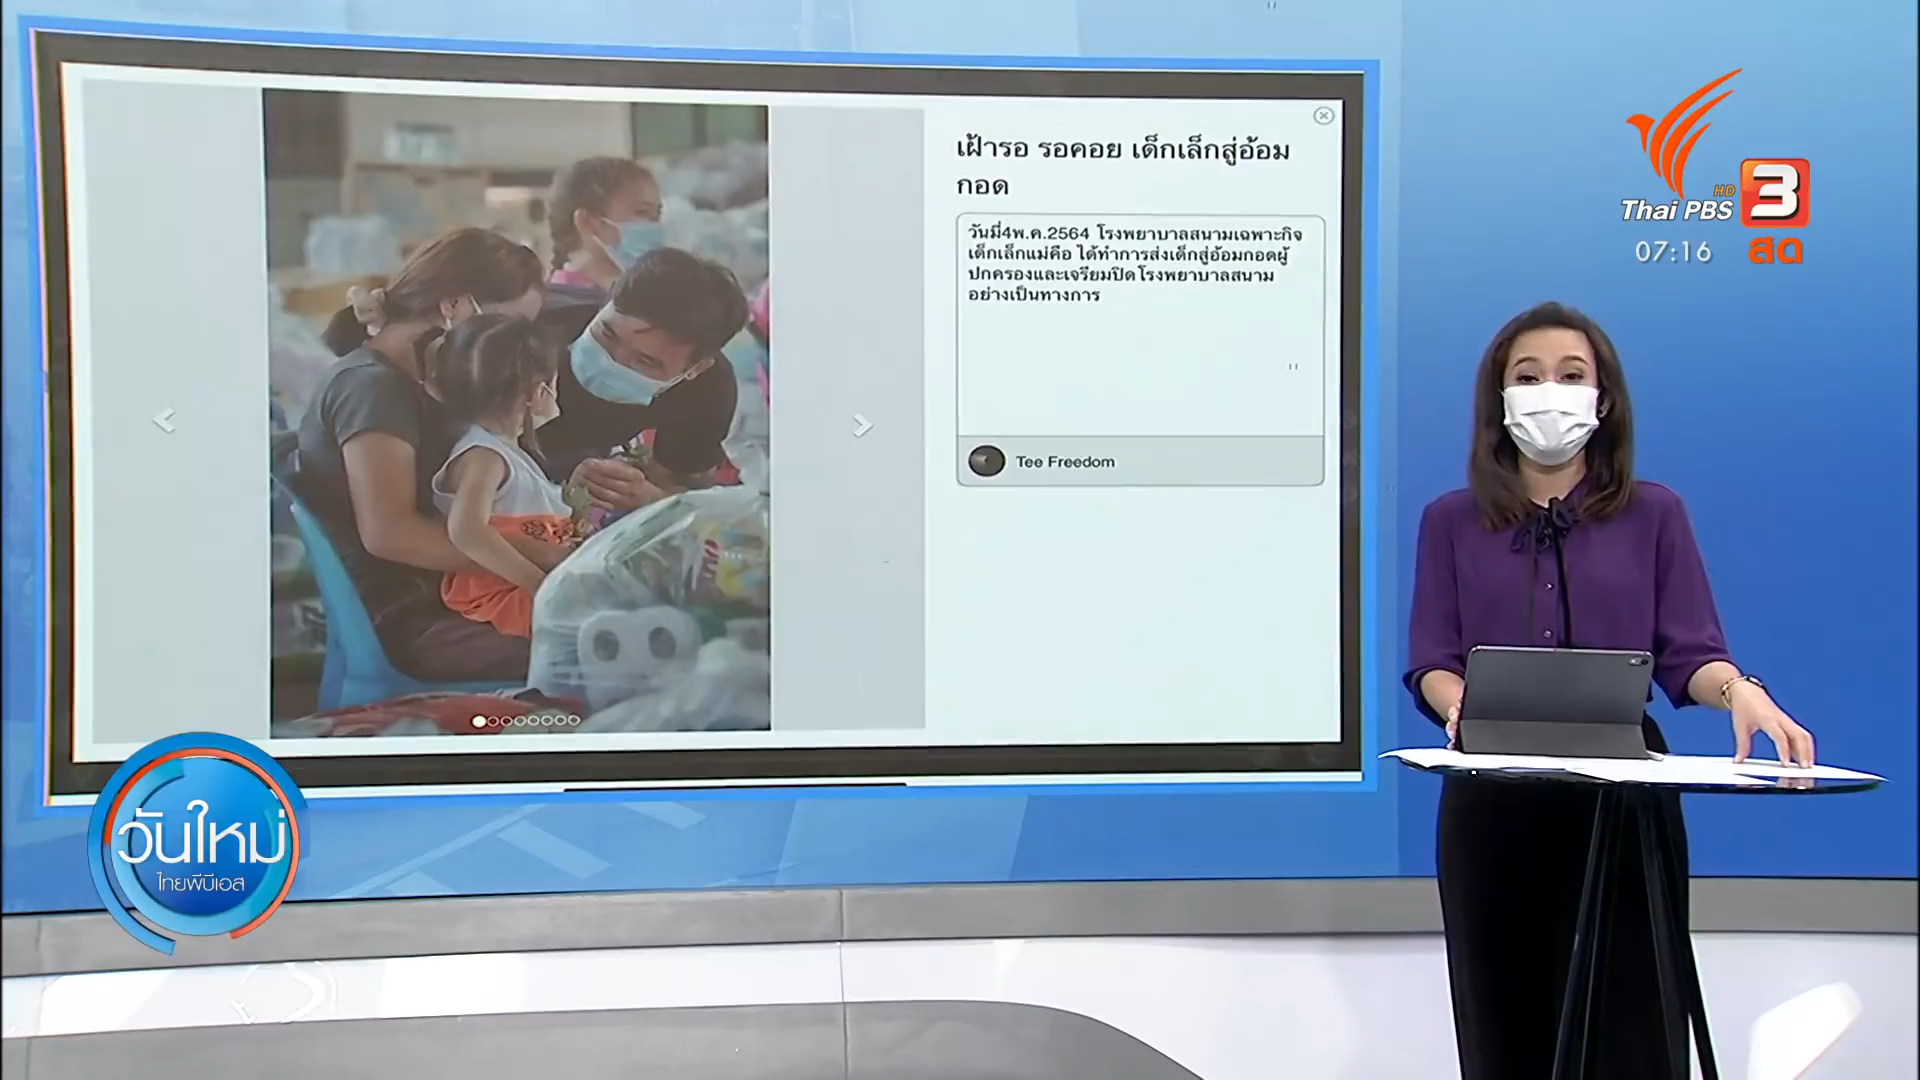 เฝ้ารอ รอคอย เด็กเล็กสู่อ้อม
กอด
วันมี่4พ.ค.2564 โรงพยาบาลสนามเฉพาะกิจ
เด็กเล็กแม่คือ ได้ทำการส่งเด็กสู่อ้อมกอดผู้
ปกครองและเจรียมปิดโรงพยาบาลสนาม
อย่างเป็นทางการ
Tee Freedom
HD
Thai PBS 3
07:16 สด
วันใหม่
ไทยพีบีเอส